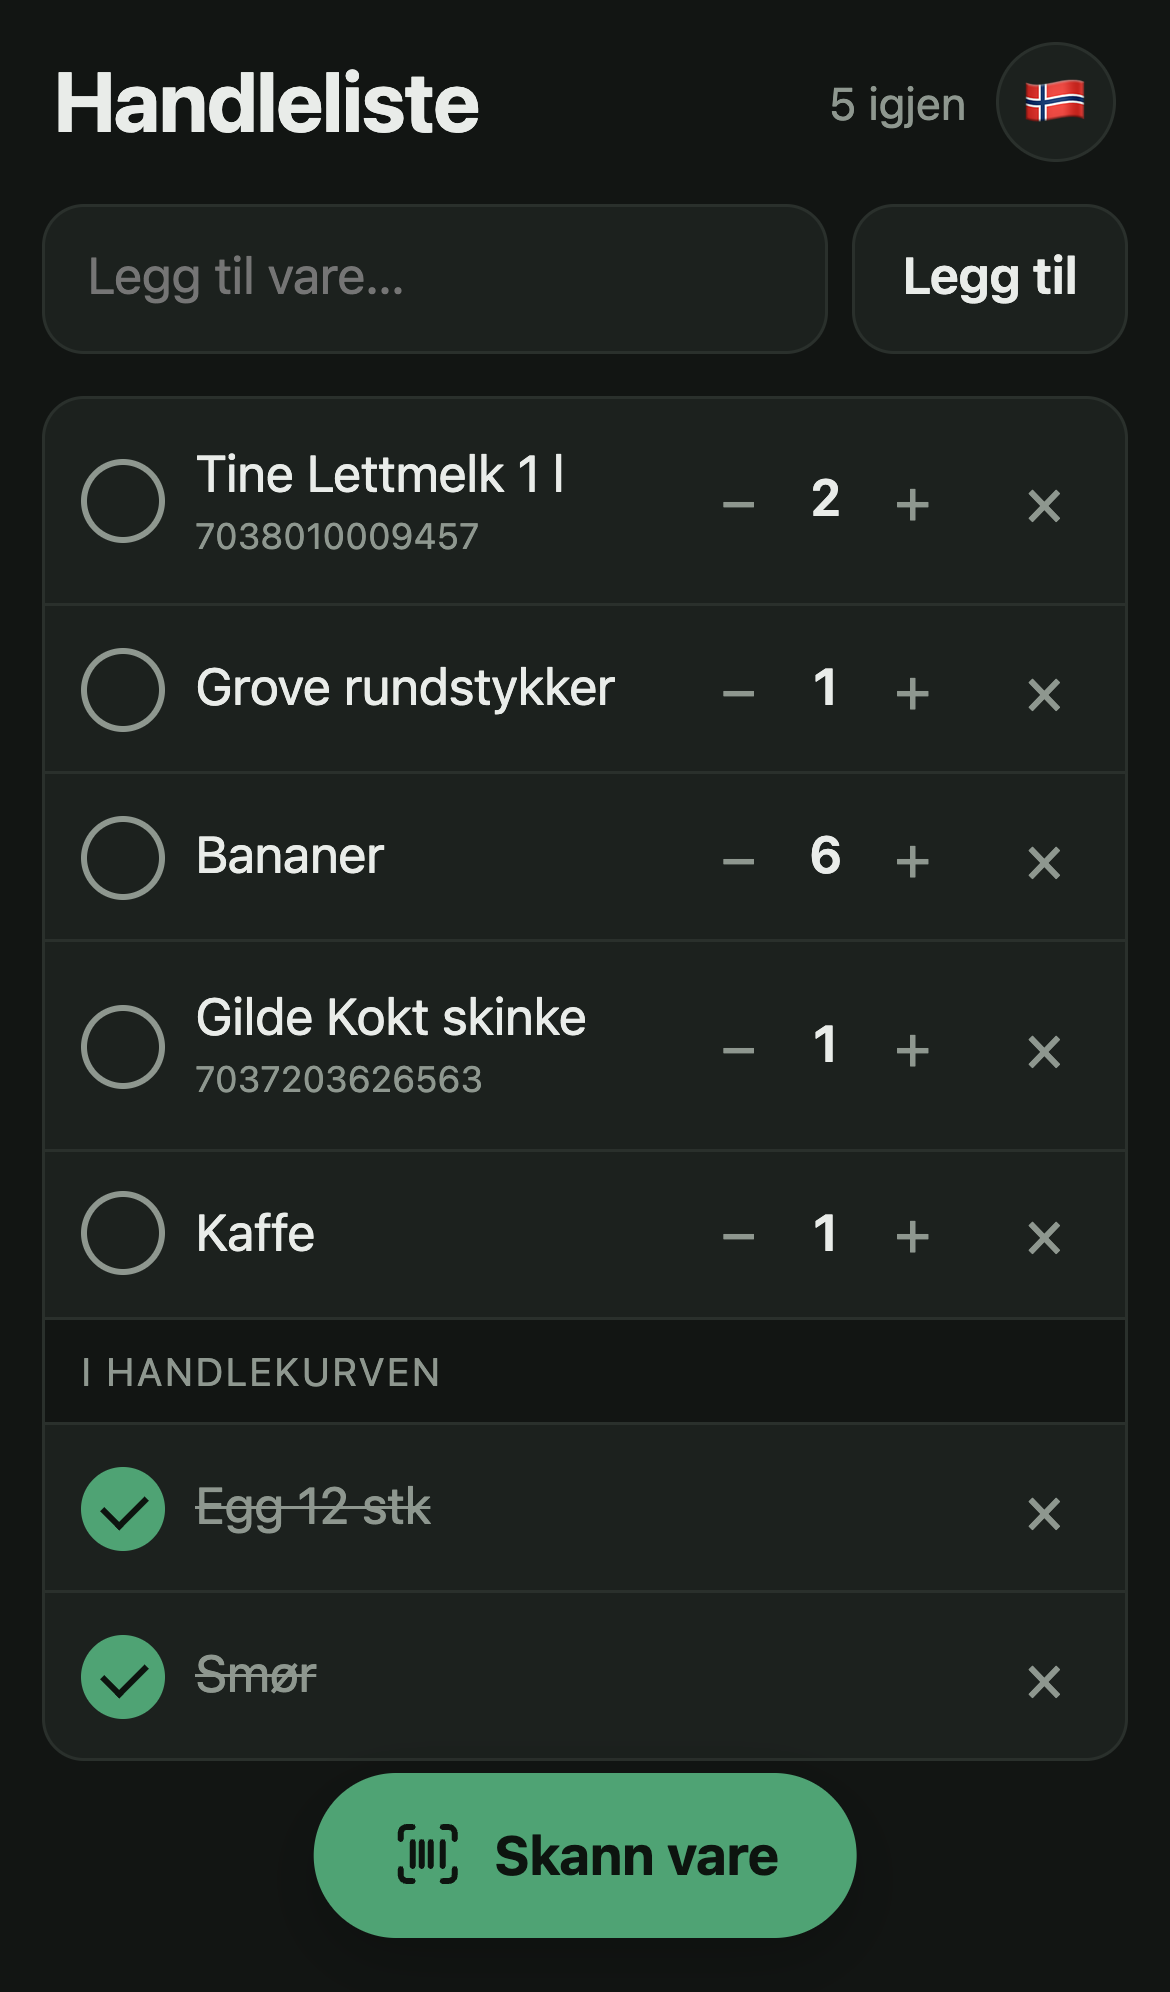 Handleliste
5 igjen
Legg til vare...
Legg til
Tine Lettmelk 1 l
7038010009457
− 2 + ×
Grove rundstykker
− 1 + ×
Bananer
− 6 + ×
Gilde Kokt skinke
7037203626563
− 1 + ×
Kaffe
− 1 + ×
I HANDLEKURVEN
Egg 12 stk
×
Smør
×
Skann vare